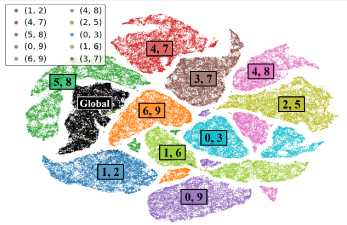 (1, 2) (4, 8)
(4, 7) (2, 5)
(5, 8) (0, 3)
(0, 9) (1, 6)
(6, 9) (3, 7)
4, 7
3, 7
4, 8
5, 8
Global
6, 9
2, 5
0, 3
1, 6
1, 2
0, 9